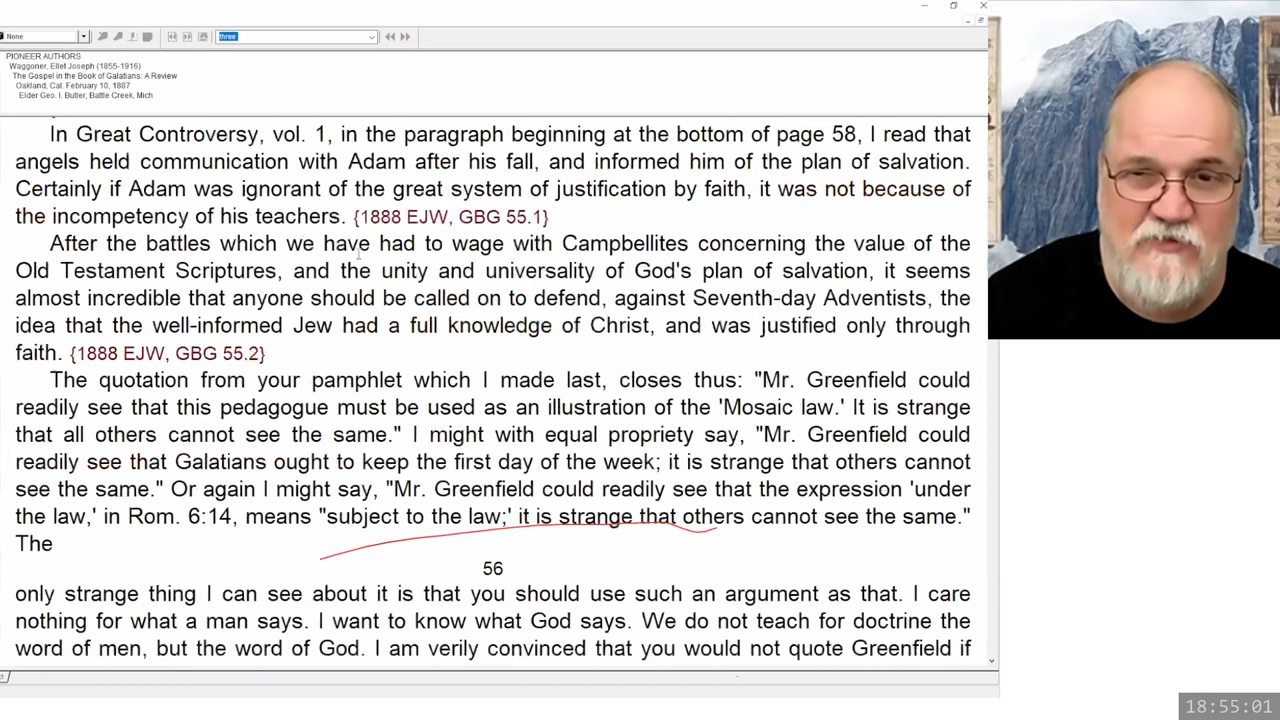 None
three
PIONEER AUTHORS
Waggoner, Ellet Joseph (1855-1916)
The Gospel in the Book of Galatians: A Review
Oakland, Cal. February 10, 1887
Elder Geo. I. Butler, Battle Creek, Mich
In Great Controversy, vol. 1, in the paragraph beginning at the bottom of page 58, I read that
angels held communication with Adam after his fall, and informed him of the plan of salvation.
Certainly if Adam was ignorant of the great system of justification by faith, it was not because of
the incompetency of his teachers. {1888 EJW, GBG 55.1}
After the battles which we have had to wage with Campbellites concerning the value of the
Old Testament Scriptures, and the unity and universality of God's plan of salvation, it seems
almost incredible that anyone should be called on to defend, against Seventh-day Adventists, the
idea that the well-informed Jew had a full knowledge of Christ, and was justified only through
faith. {1888 EJW, GBG 55.2}
The quotation from your pamphlet which I made last, closes thus: "Mr. Greenfield could
readily see that this pedagogue must be used as an illustration of the 'Mosaic law.' It is strange
that all others cannot see the same." I might with equal propriety say, "Mr. Greenfield could
readily see that Galatians ought to keep the first day of the week; it is strange that others cannot
see the same." Or again I might say, "Mr. Greenfield could readily see that the expression 'under
the law,' in Rom. 6:14, means "subject to the law;' it is strange that others cannot see the same."
The
56
only strange thing I can see about it is that you should use such an argument as that. I care
nothing for what a man says. I want to know what God says. We do not teach for doctrine the
word of men, but the word of God. I am verily convinced that you would not quote Greenfield if
18:55:01